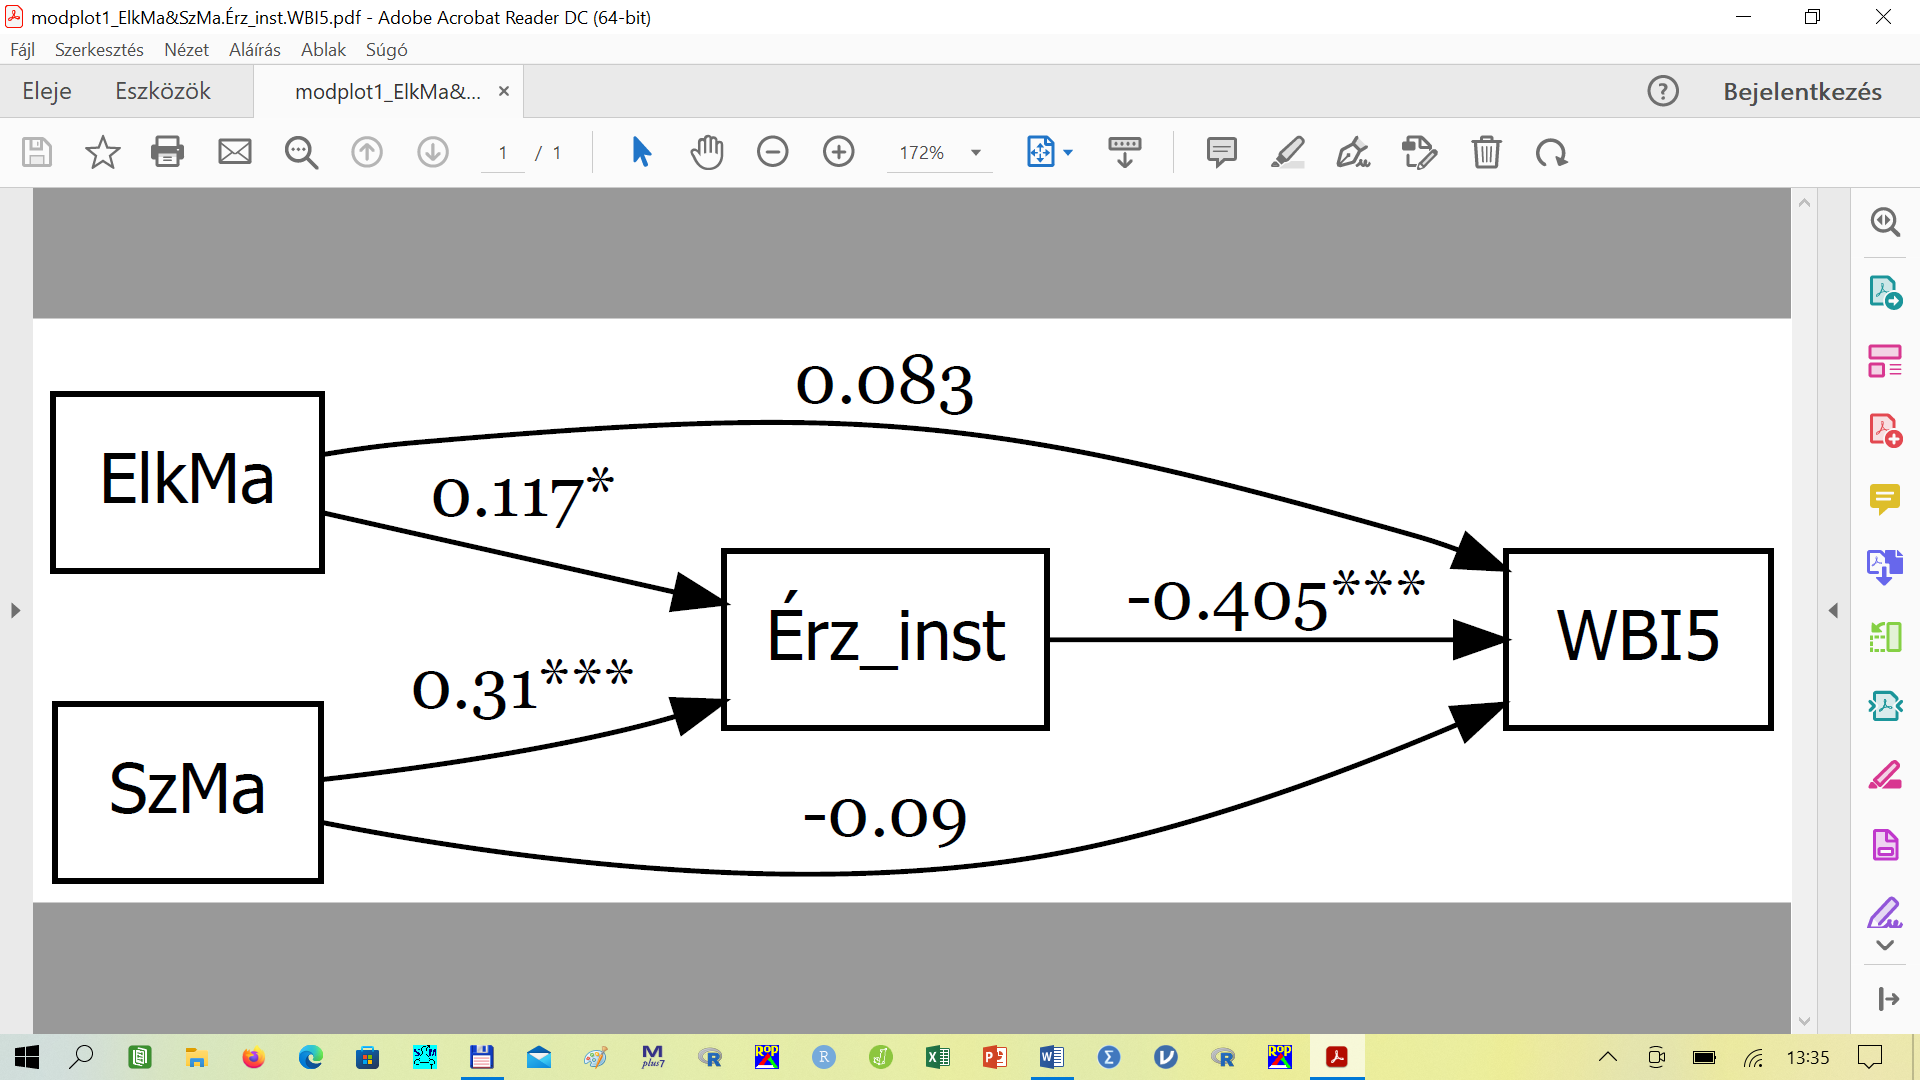 modplot1_ElkMa&SzMa.Érz_inst.WBI5.pdf - Adobe Acrobat Reader DC (64-bit)
Fájl Szerkesztés Nézet Aláírás Ablak Súgó
Eleje Eszközök modplot1_ElkMa&... × ? Bejelentkezés
1 / 1 172%
0.083
ElkMa
0.117*
-0.405***
Érz_inst
WBI5
0.31***
SzMa
-0.09
13:35